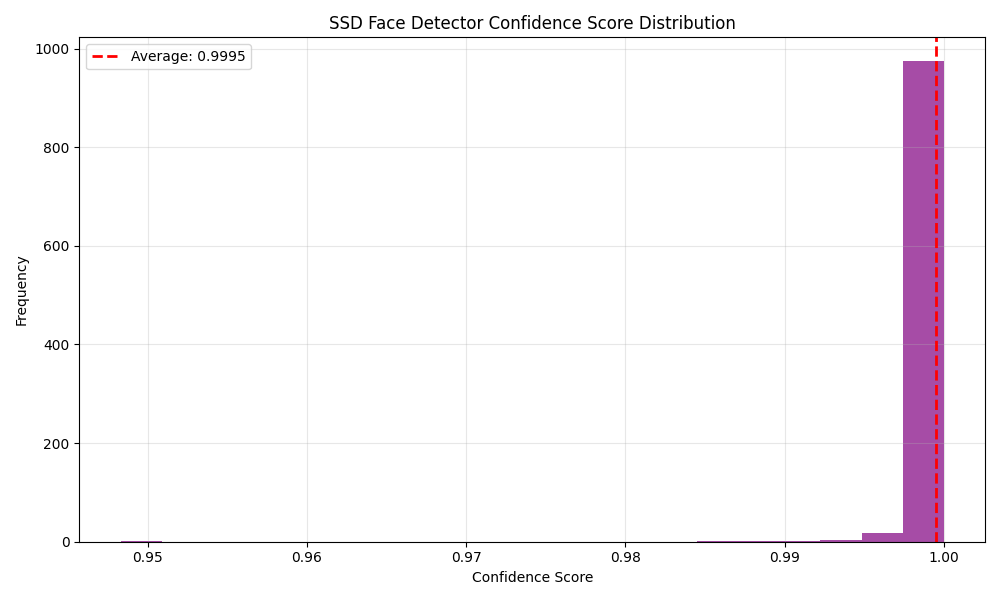 SSD Face Detector Confidence Score Distribution
Average: 0.9995
1000
800
600
400
200
0
Frequency
0.95 0.96 0.97 0.98 0.99 1.00
Confidence Score